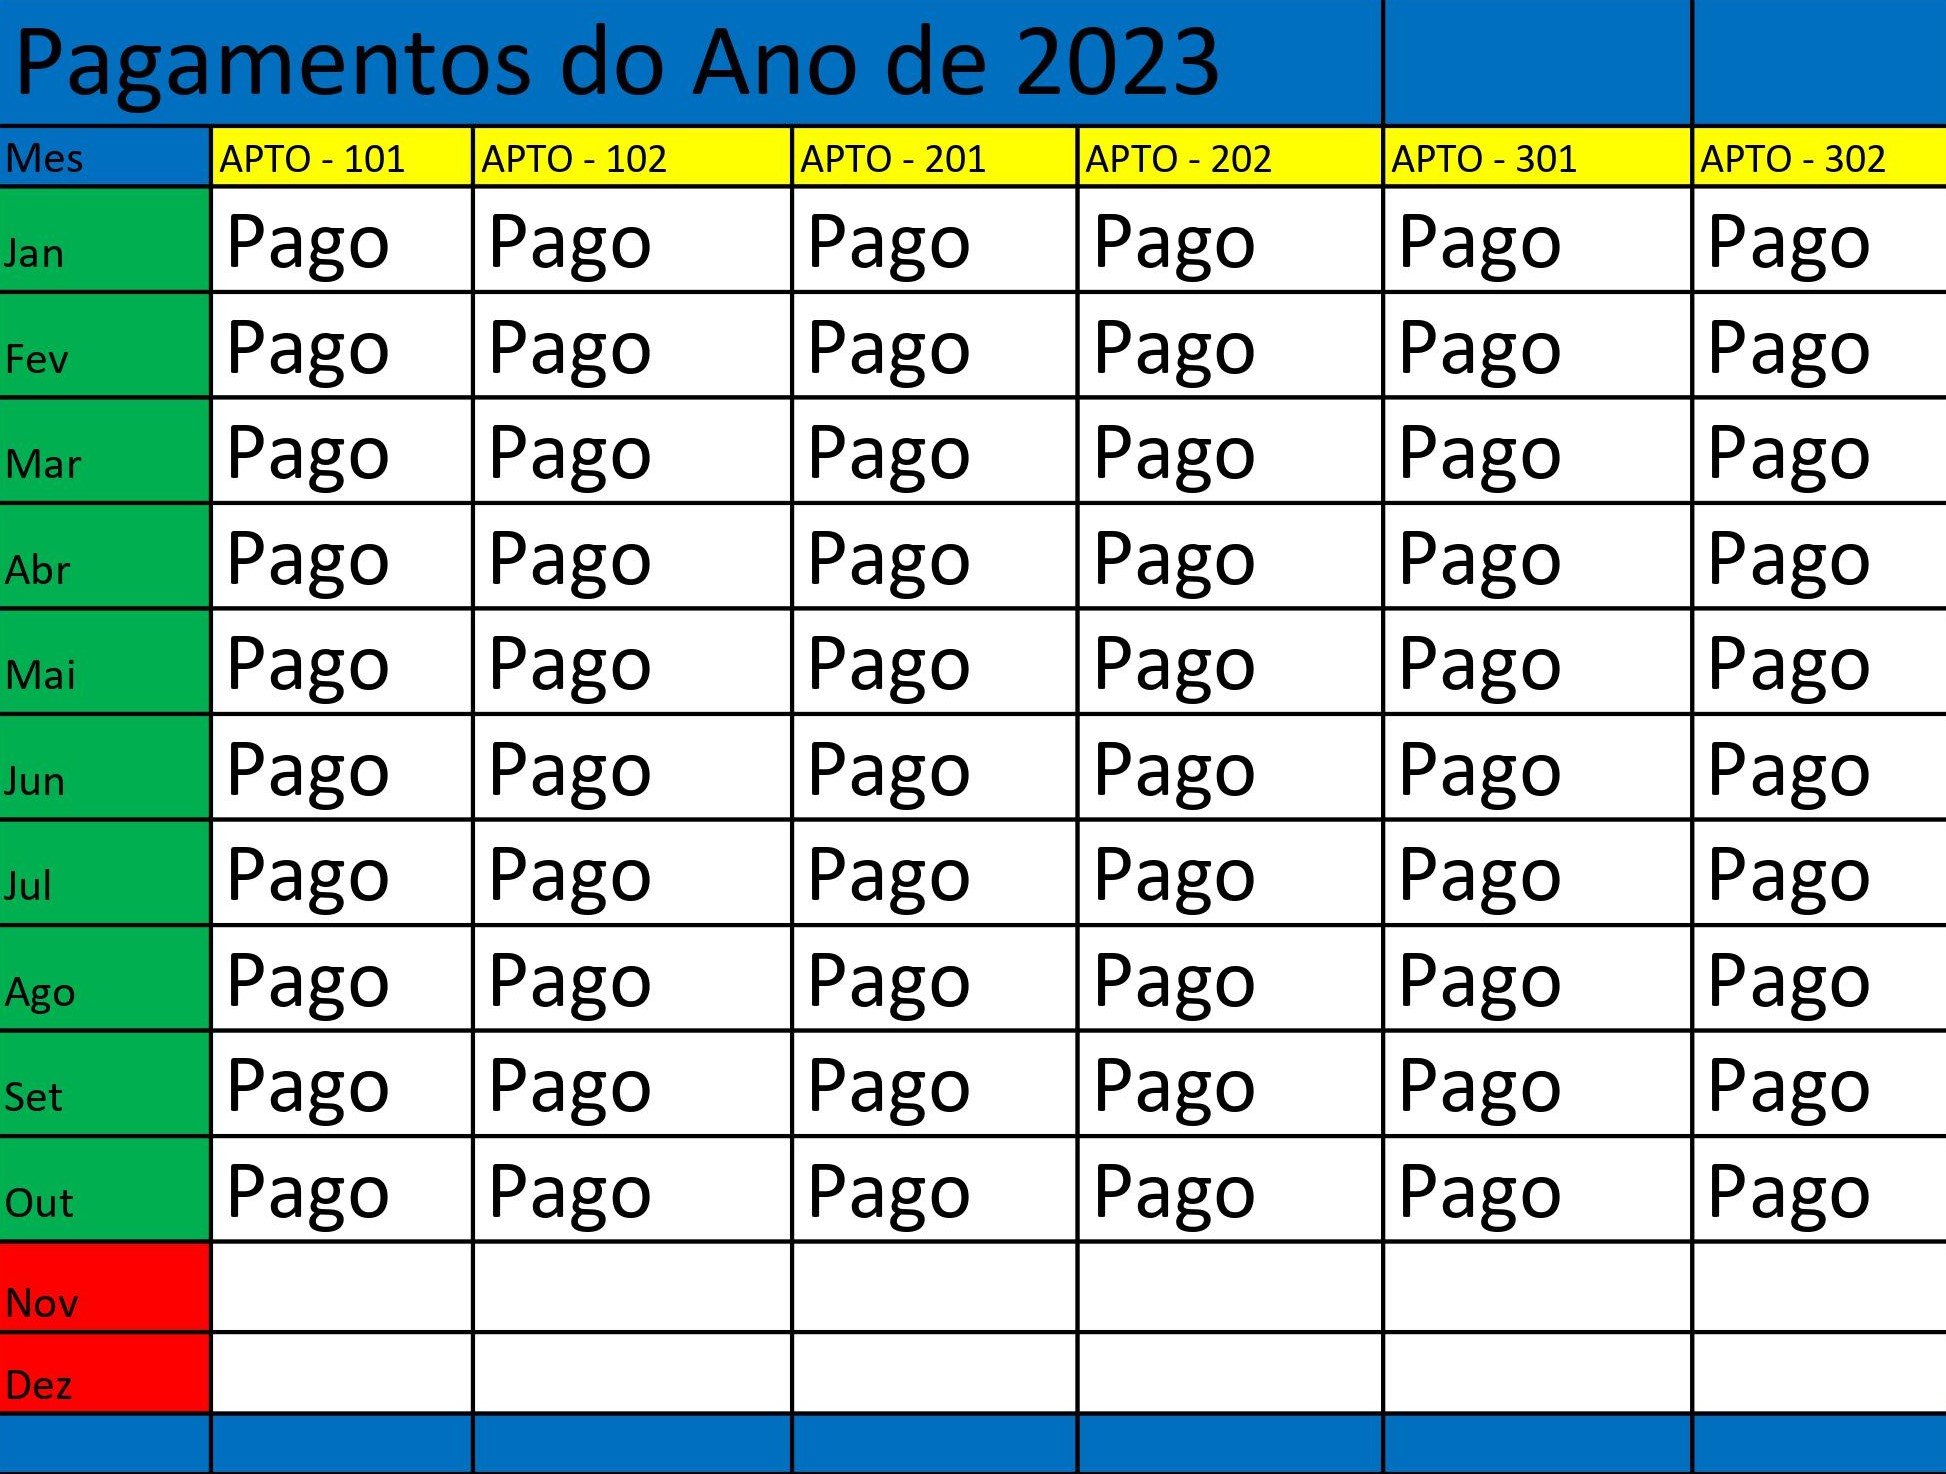 Pagamentos do Ano de 2023
Mes APTO - 101 APTO - 102 APTO - 201 APTO - 202 APTO - 301 APTO - 302
Jan Pago Pago Pago Pago Pago Pago
Fev Pago Pago Pago Pago Pago Pago
Mar Pago Pago Pago Pago Pago Pago
Abr Pago Pago Pago Pago Pago Pago
Mai Pago Pago Pago Pago Pago Pago
Jun Pago Pago Pago Pago Pago Pago
Jul Pago Pago Pago Pago Pago Pago
Ago Pago Pago Pago Pago Pago Pago
Set Pago Pago Pago Pago Pago Pago
Out Pago Pago Pago Pago Pago Pago
Nov
Dez